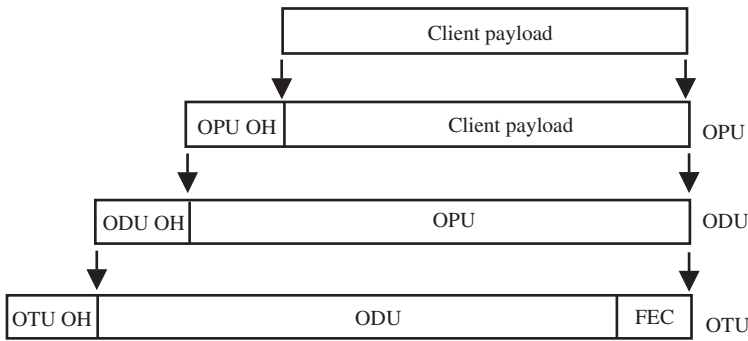 Client payload
OPU OH Client payload OPU
ODU OH OPU ODU
OTU OH ODU FEC OTU